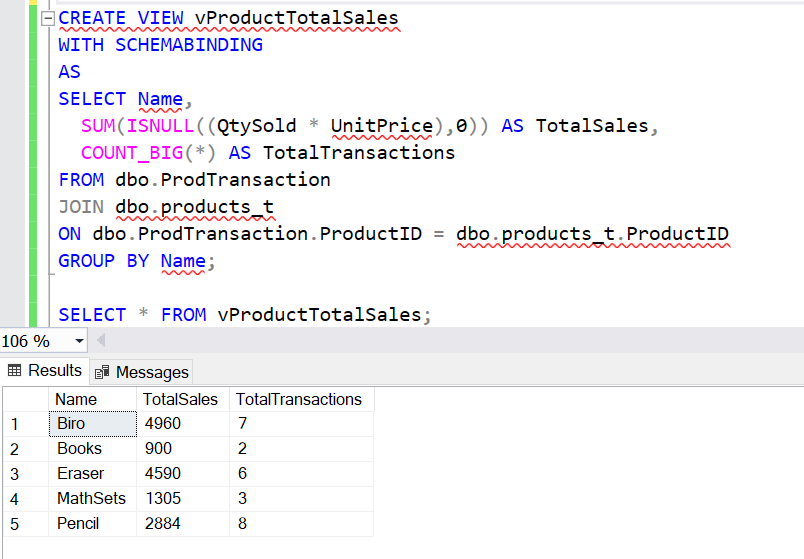 CREATE VIEW vProductTotalSales
WITH SCHEMABINDING
AS
SELECT Name,
SUM(ISNULL((QtySold * UnitPrice),0)) AS TotalSales,
COUNT_BIG(*) AS TotalTransactions
FROM dbo.ProdTransaction
JOIN dbo.products_t
ON dbo.ProdTransaction.ProductID = dbo.products_t.ProductID
GROUP BY Name;
SELECT * FROM vProductTotalSales;
106 %
Results Messages
Name TotalSales TotalTransactions
1 Biro 4960 7
2 Books 900 2
3 Eraser 4590 6
4 MathSets 1305 3
5 Pencil 2884 8